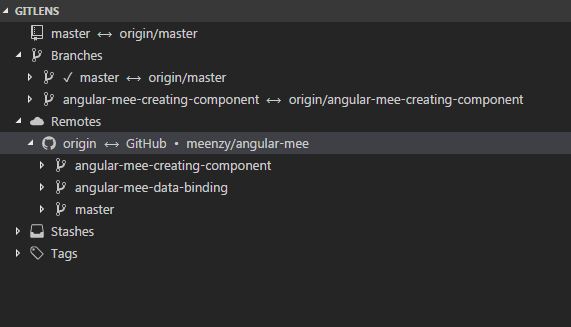 GITLENS
master ↔ origin/master
Branches
✓ master ↔ origin/master
angular-mee-creating-component ↔ origin/angular-mee-creating-component
Remotes
origin ↔ GitHub • meenzy/angular-mee
angular-mee-creating-component
angular-mee-data-binding
master
Stashes
Tags